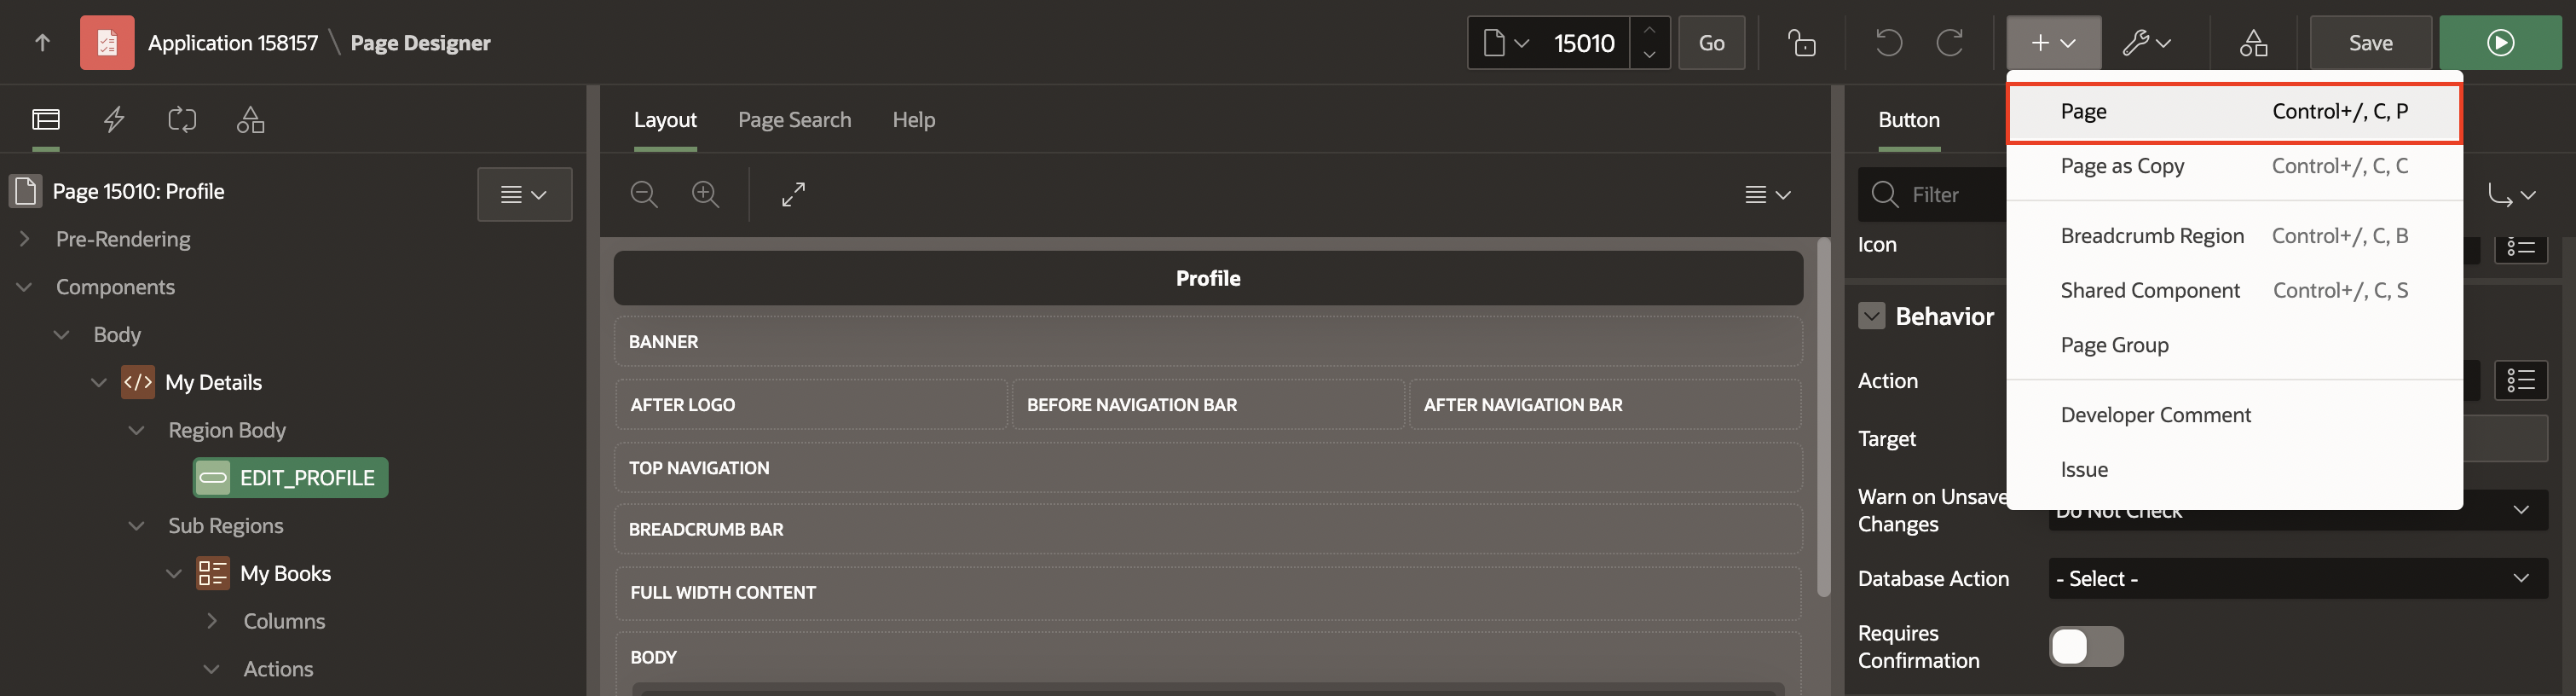 Application 158157 \ Page Designer
15010
Go
Save
Layout
Page Search
Help
Button
Page Control+/, C, P
Page as Copy Control+/, C, C
Breadcrumb Region Control+/, C, B
Shared Component Control+/, C, S
Page Group
Developer Comment
Issue
Page 15010: Profile
Pre-Rendering
Components
Body
</> My Details
Region Body
EDIT_PROFILE
Sub Regions
My Books
Columns
Actions
Profile
BANNER
AFTER LOGO
BEFORE NAVIGATION BAR
AFTER NAVIGATION BAR
TOP NAVIGATION
BREADCRUMB BAR
FULL WIDTH CONTENT
BODY
Filter
Icon
Behavior
Action
Target
Warn on Unsave
Changes
Do Not Check
Database Action
- Select -
Requires
Confirmation